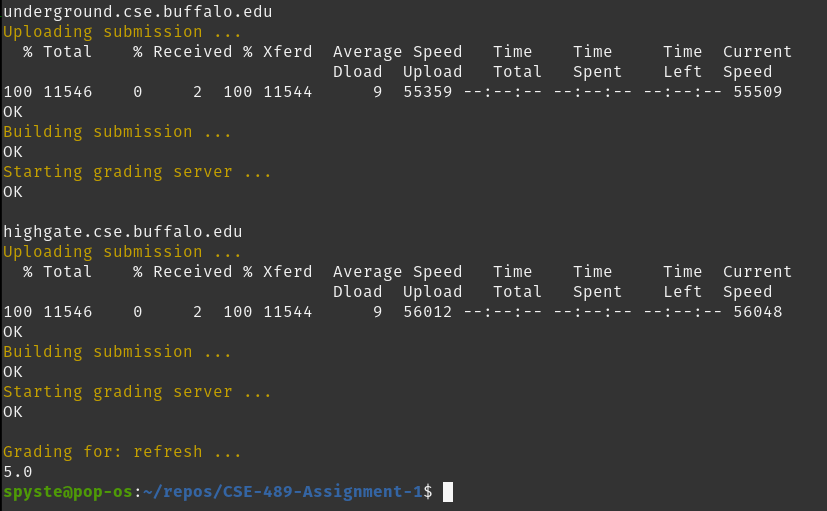 underground.cse.buffalo.edu
Uploading submission ...
  % Total    % Received % Xferd  Average Speed   Time    Time     Time  Current
                                 Dload  Upload   Total   Spent    Left  Speed
100 11546    0     2  100 11544      9  55359 --:--:-- --:--:-- --:--:-- 55509
OK
Building submission ...
OK
Starting grading server ...
OK

highgate.cse.buffalo.edu
Uploading submission ...
  % Total    % Received % Xferd  Average Speed   Time    Time     Time  Current
                                 Dload  Upload   Total   Spent    Left  Speed
100 11546    0     2  100 11544      9  56012 --:--:-- --:--:-- --:--:-- 56048
OK
Building submission ...
OK
Starting grading server ...
OK

Grading for: refresh ...
5.0
spyste@pop-os:~/repos/CSE-489-Assignment-1$